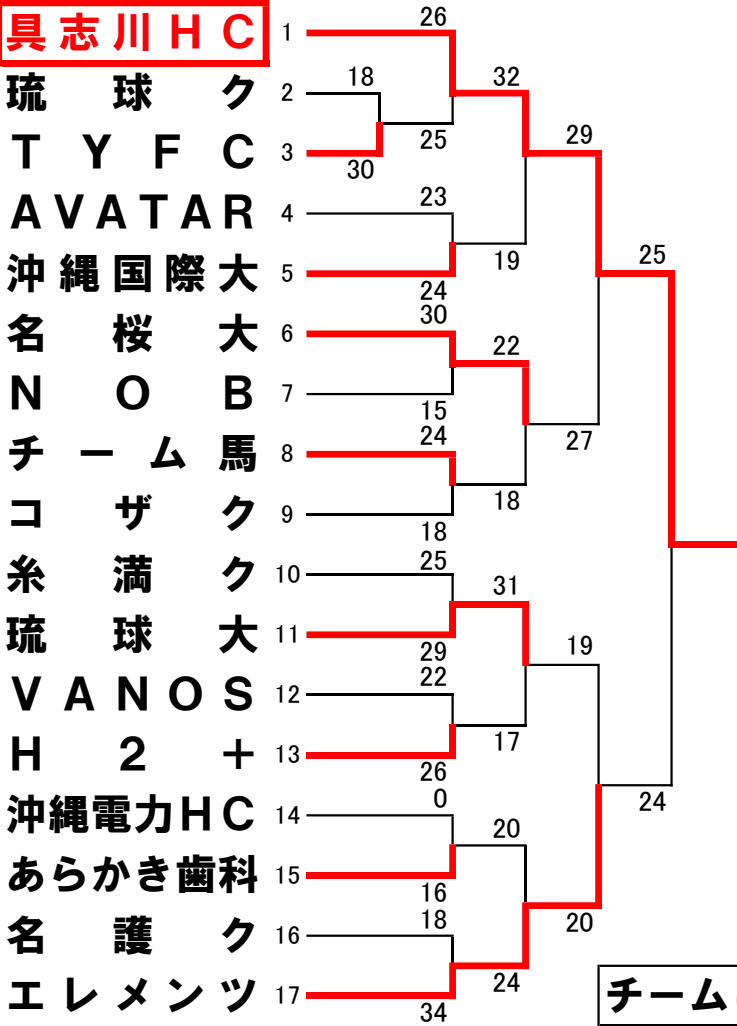 具志川HC 1 26
琉球ク 2 18 32
TYFC 3 30 25 29
AVATAR 4 23
沖縄国際大 5 24 19 25
名桜大 6 30 22
NOB 7 15
チーム馬 8 24 27
コザク 9 18 18
糸満ク 10 25 31
琉球大 11 29 19
VANOS 12 22
H2+ 13 26 17
沖縄電力HC 14 0 20 24
あらかき歯科 15 16
名護ク 16 18 20
エレメンツ 17 34 24
チーム